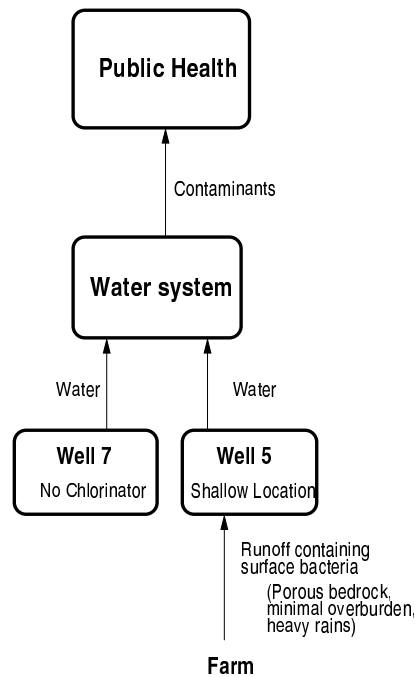 Public Health
Contaminants
Water system
Water
Water
Well 7
No Chlorinator
Well 5
Shallow Location
Runoff containing
surface bacteria
(Porous bedrock,
minimal overburden,
heavy rains)
Farm